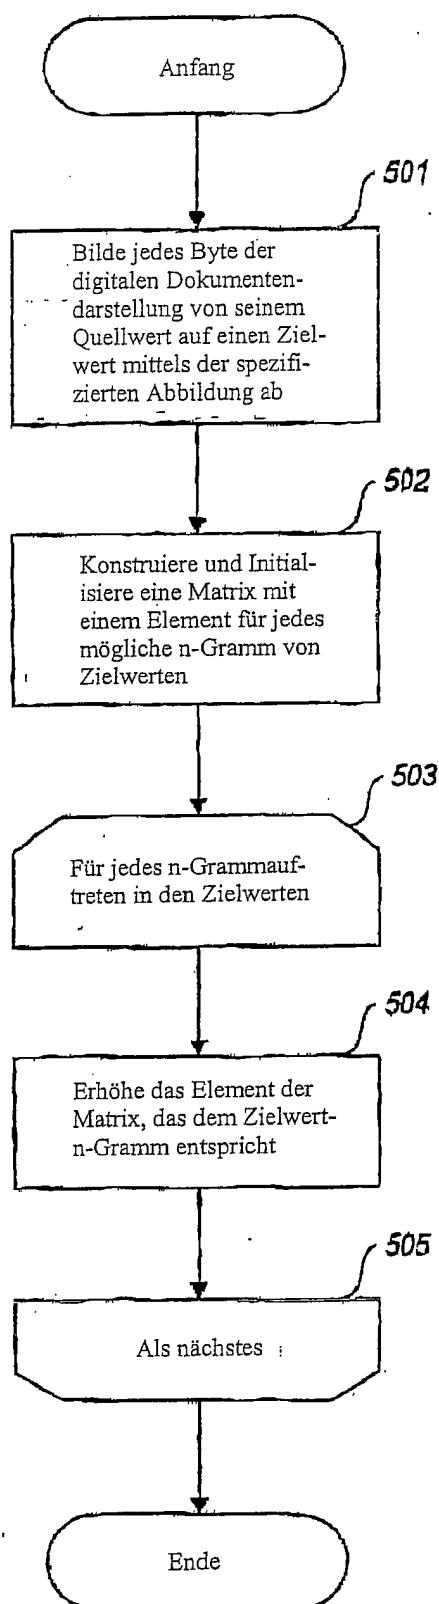 Anfang
501
Bilde jedes Byte der
digitalen Dokumenten-
darstellung von seinem
Quellwert auf einen Ziel-
wert mittels der spezifi-
zierten Abbildung ab
502
Konstruiere und Initial-
isiere eine Matrix mit
einem Element für jedes
mögliche n-Gramm von
Zielwerten
503
Für jedes n-Grammauf-
treten in den Zielwerten
504
Erhöhe das Element der
Matrix, das dem Zielwert-
n-Gramm entspricht
505
Als nächstes
Ende